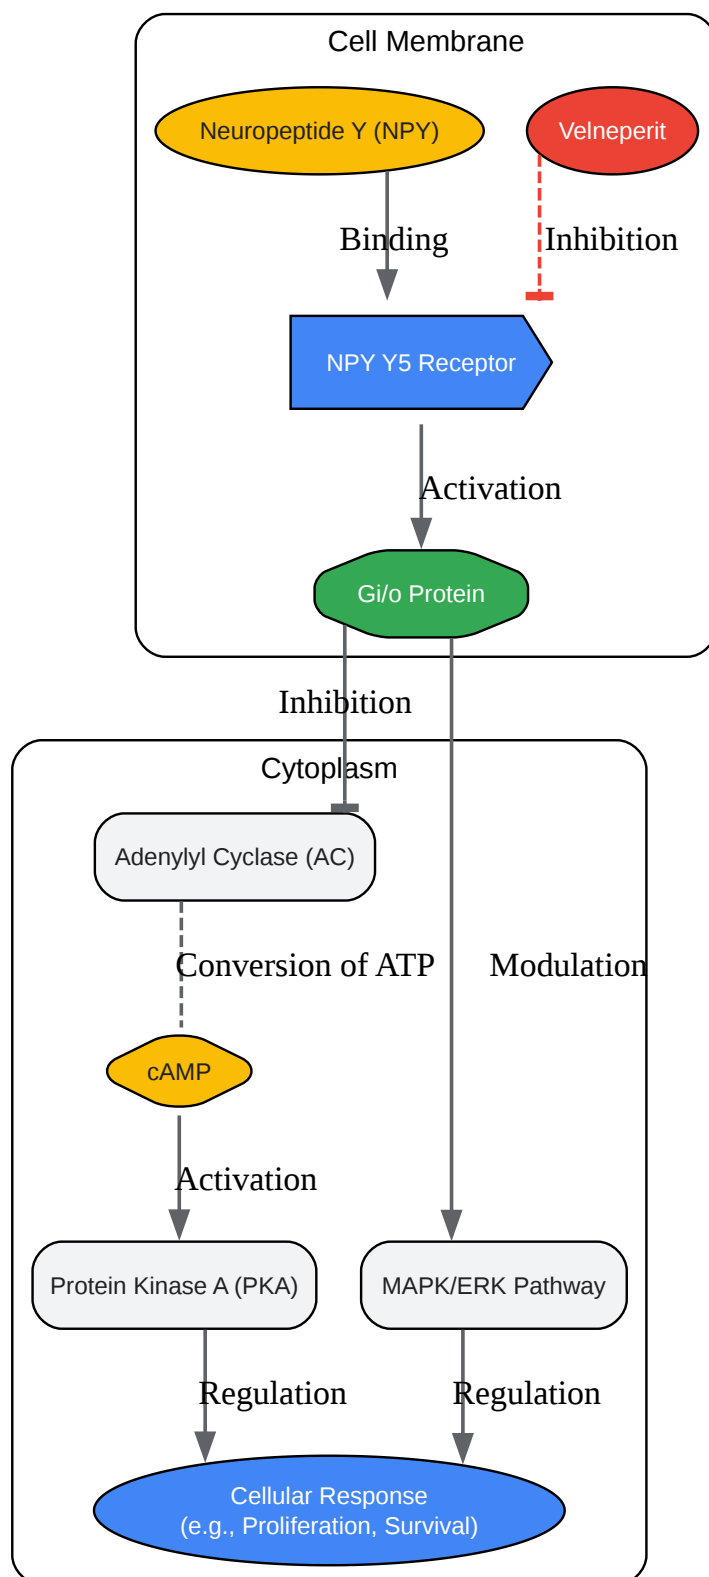 Cell Membrane
Neuropeptide Y (NPY)
Velneperit
Binding
Inhibition
NPY Y5 Receptor
Activation
Gi/o Protein
Inhibition
Cytoplasm
Adenylyl Cyclase (AC)
Conversion of ATP
Modulation
cAMP
Activation
Protein Kinase A (PKA)
MAPK/ERK Pathway
Regulation
Regulation
Cellular Response
(e.g., Proliferation, Survival)